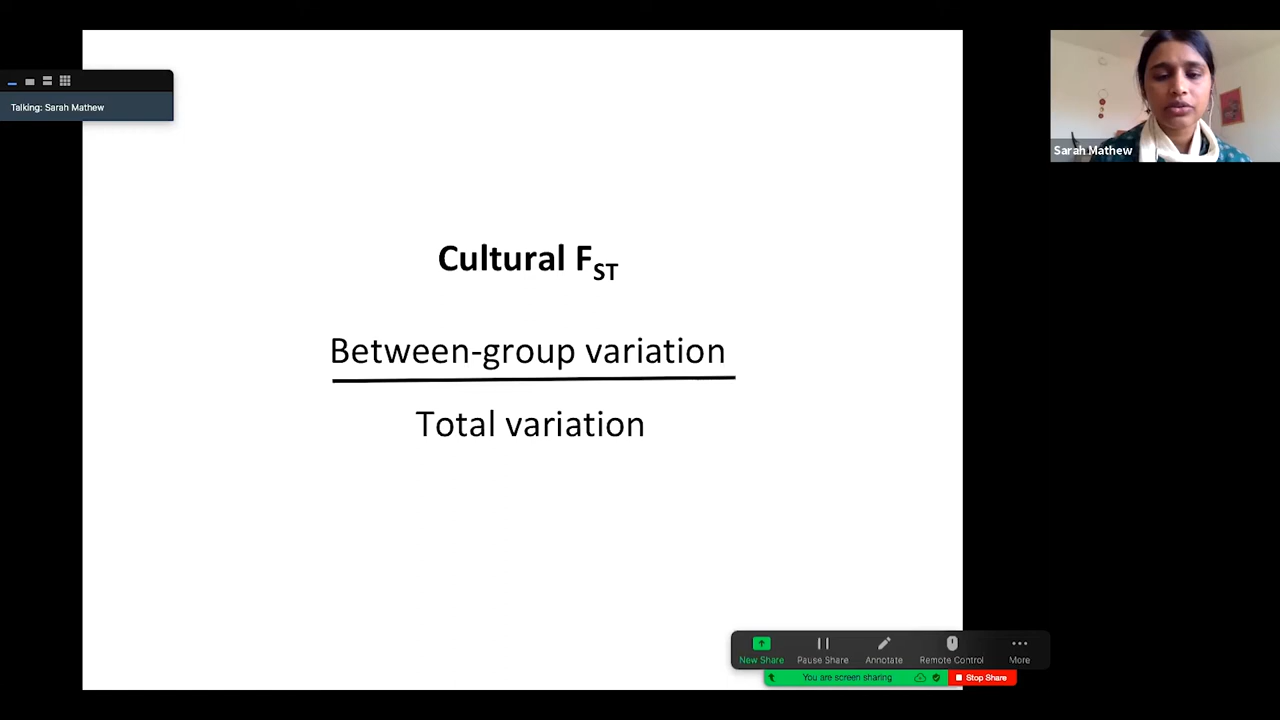 Talking: Sarah Mathew
Sarah Mathew
Cultural FST
Between-group variation
Total variation
New Share
Pause Share
Annotate
Remote Control
More
You are screen sharing
Stop Share